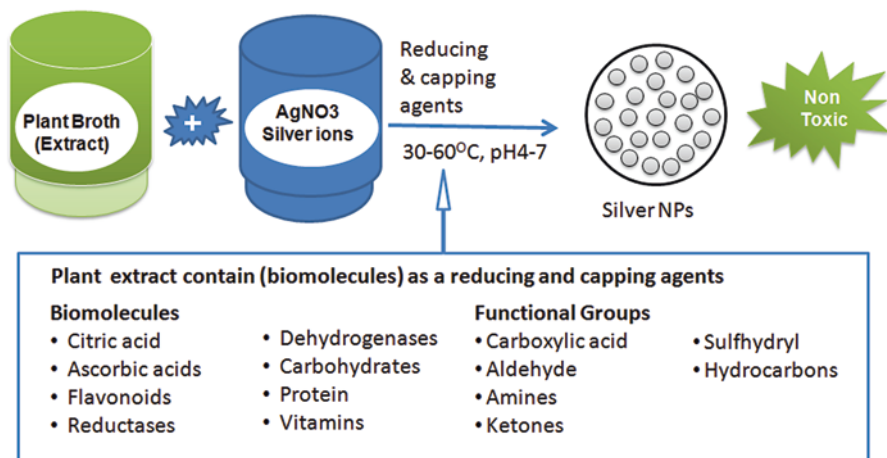 Plant Broth
(Extract)
+
AgNO3
Silver ions
Reducing
& capping
agents
30-60⁰C, pH4-7
Silver NPs
Non
Toxic
Plant extract contain (biomolecules) as a reducing and capping agents
Biomolecules
• Citric acid
• Ascorbic acids
• Flavonoids
• Reductases
• Dehydrogenases
• Carbohydrates
• Protein
• Vitamins
Functional Groups
• Carboxylic acid
• Aldehyde
• Amines
• Ketones
• Sulfhydryl
• Hydrocarbons